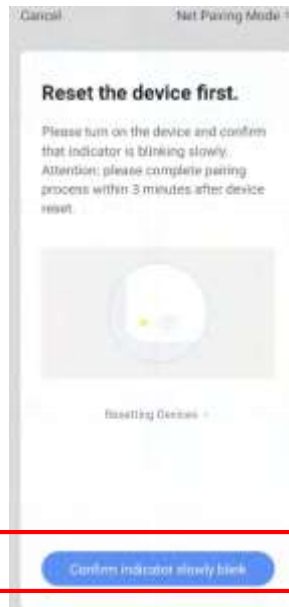 Cancel Net Pairing Mode
Reset the device first.
Please turn on the device and confirm
that indicator is blinking slowly.
Attention: please complete pairing
process within 3 minutes after device
reset.
Resetting Devices
Confirm indicator slowly blink